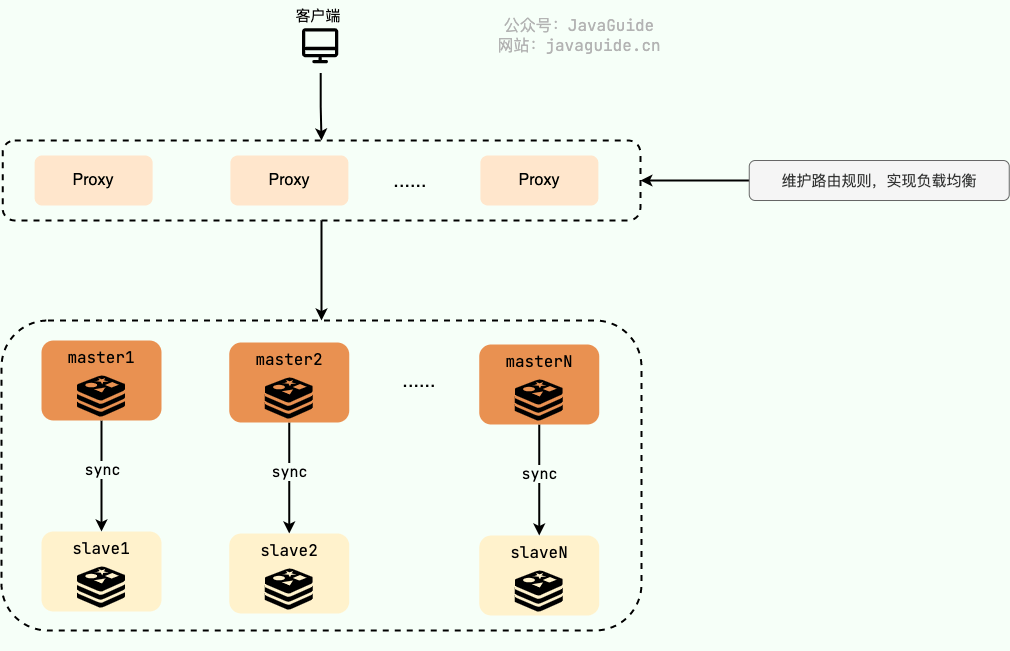 客户端
公众号：JavaGuide
网站：javaguide.cn
Proxy
Proxy
......
Proxy
维护路由规则，实现负载均衡
master1
master2
......
masterN
sync
sync
sync
slave1
slave2
slaveN